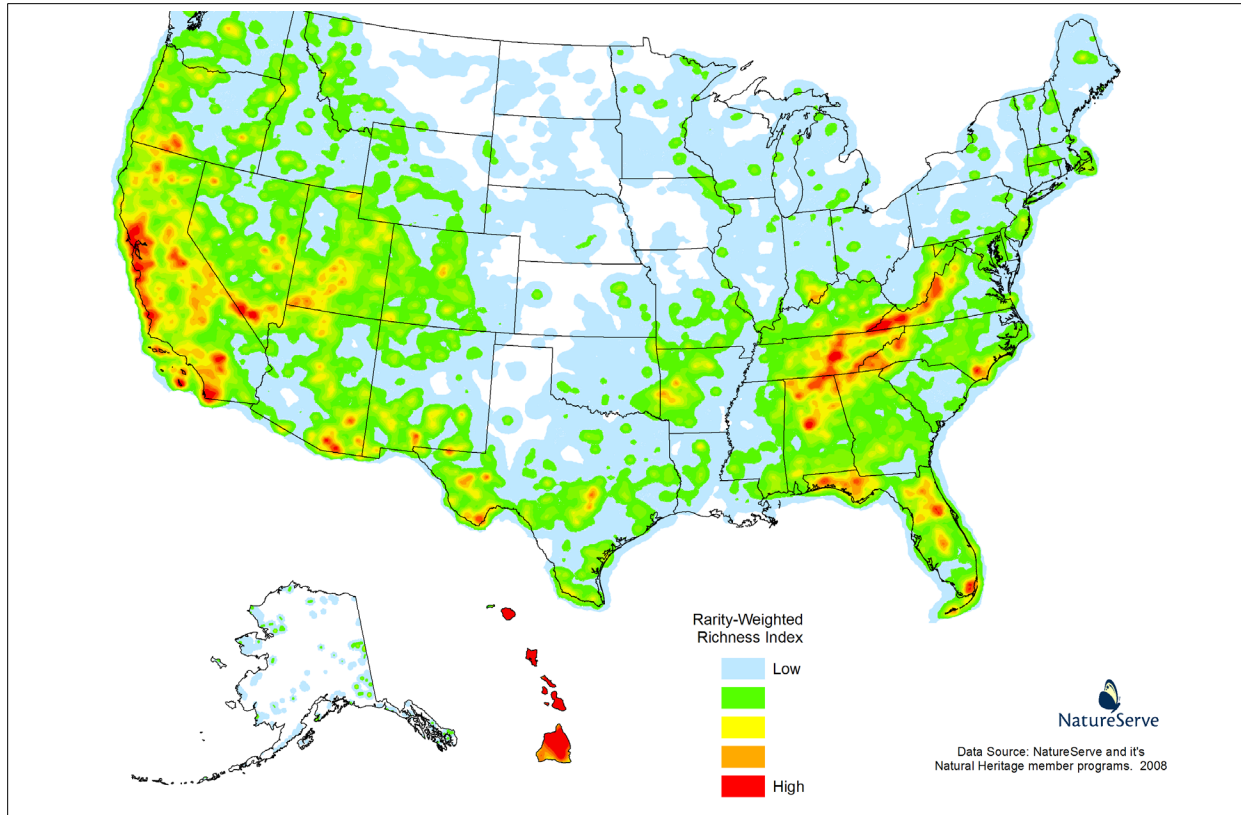 Rarity-Weighted
Richness Index
Low
High
NatureServe
Data Source: NatureServe and it's
Natural Heritage member programs. 2008